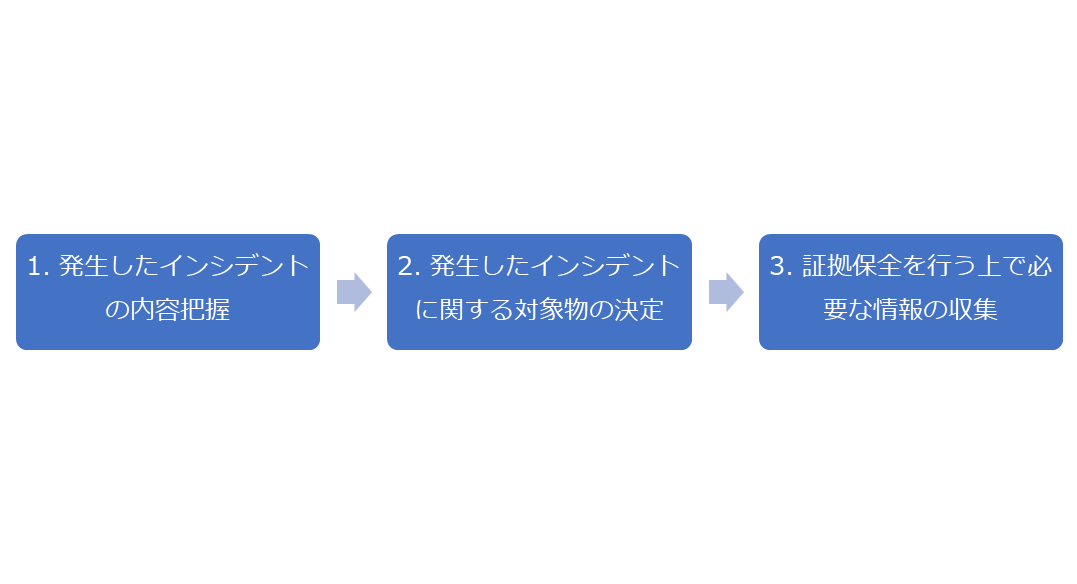 1. 発生したインシデント
の内容把握
2. 発生したインシデント
に関する対象物の決定
3. 証拠保全を行う上で必
要な情報の収集